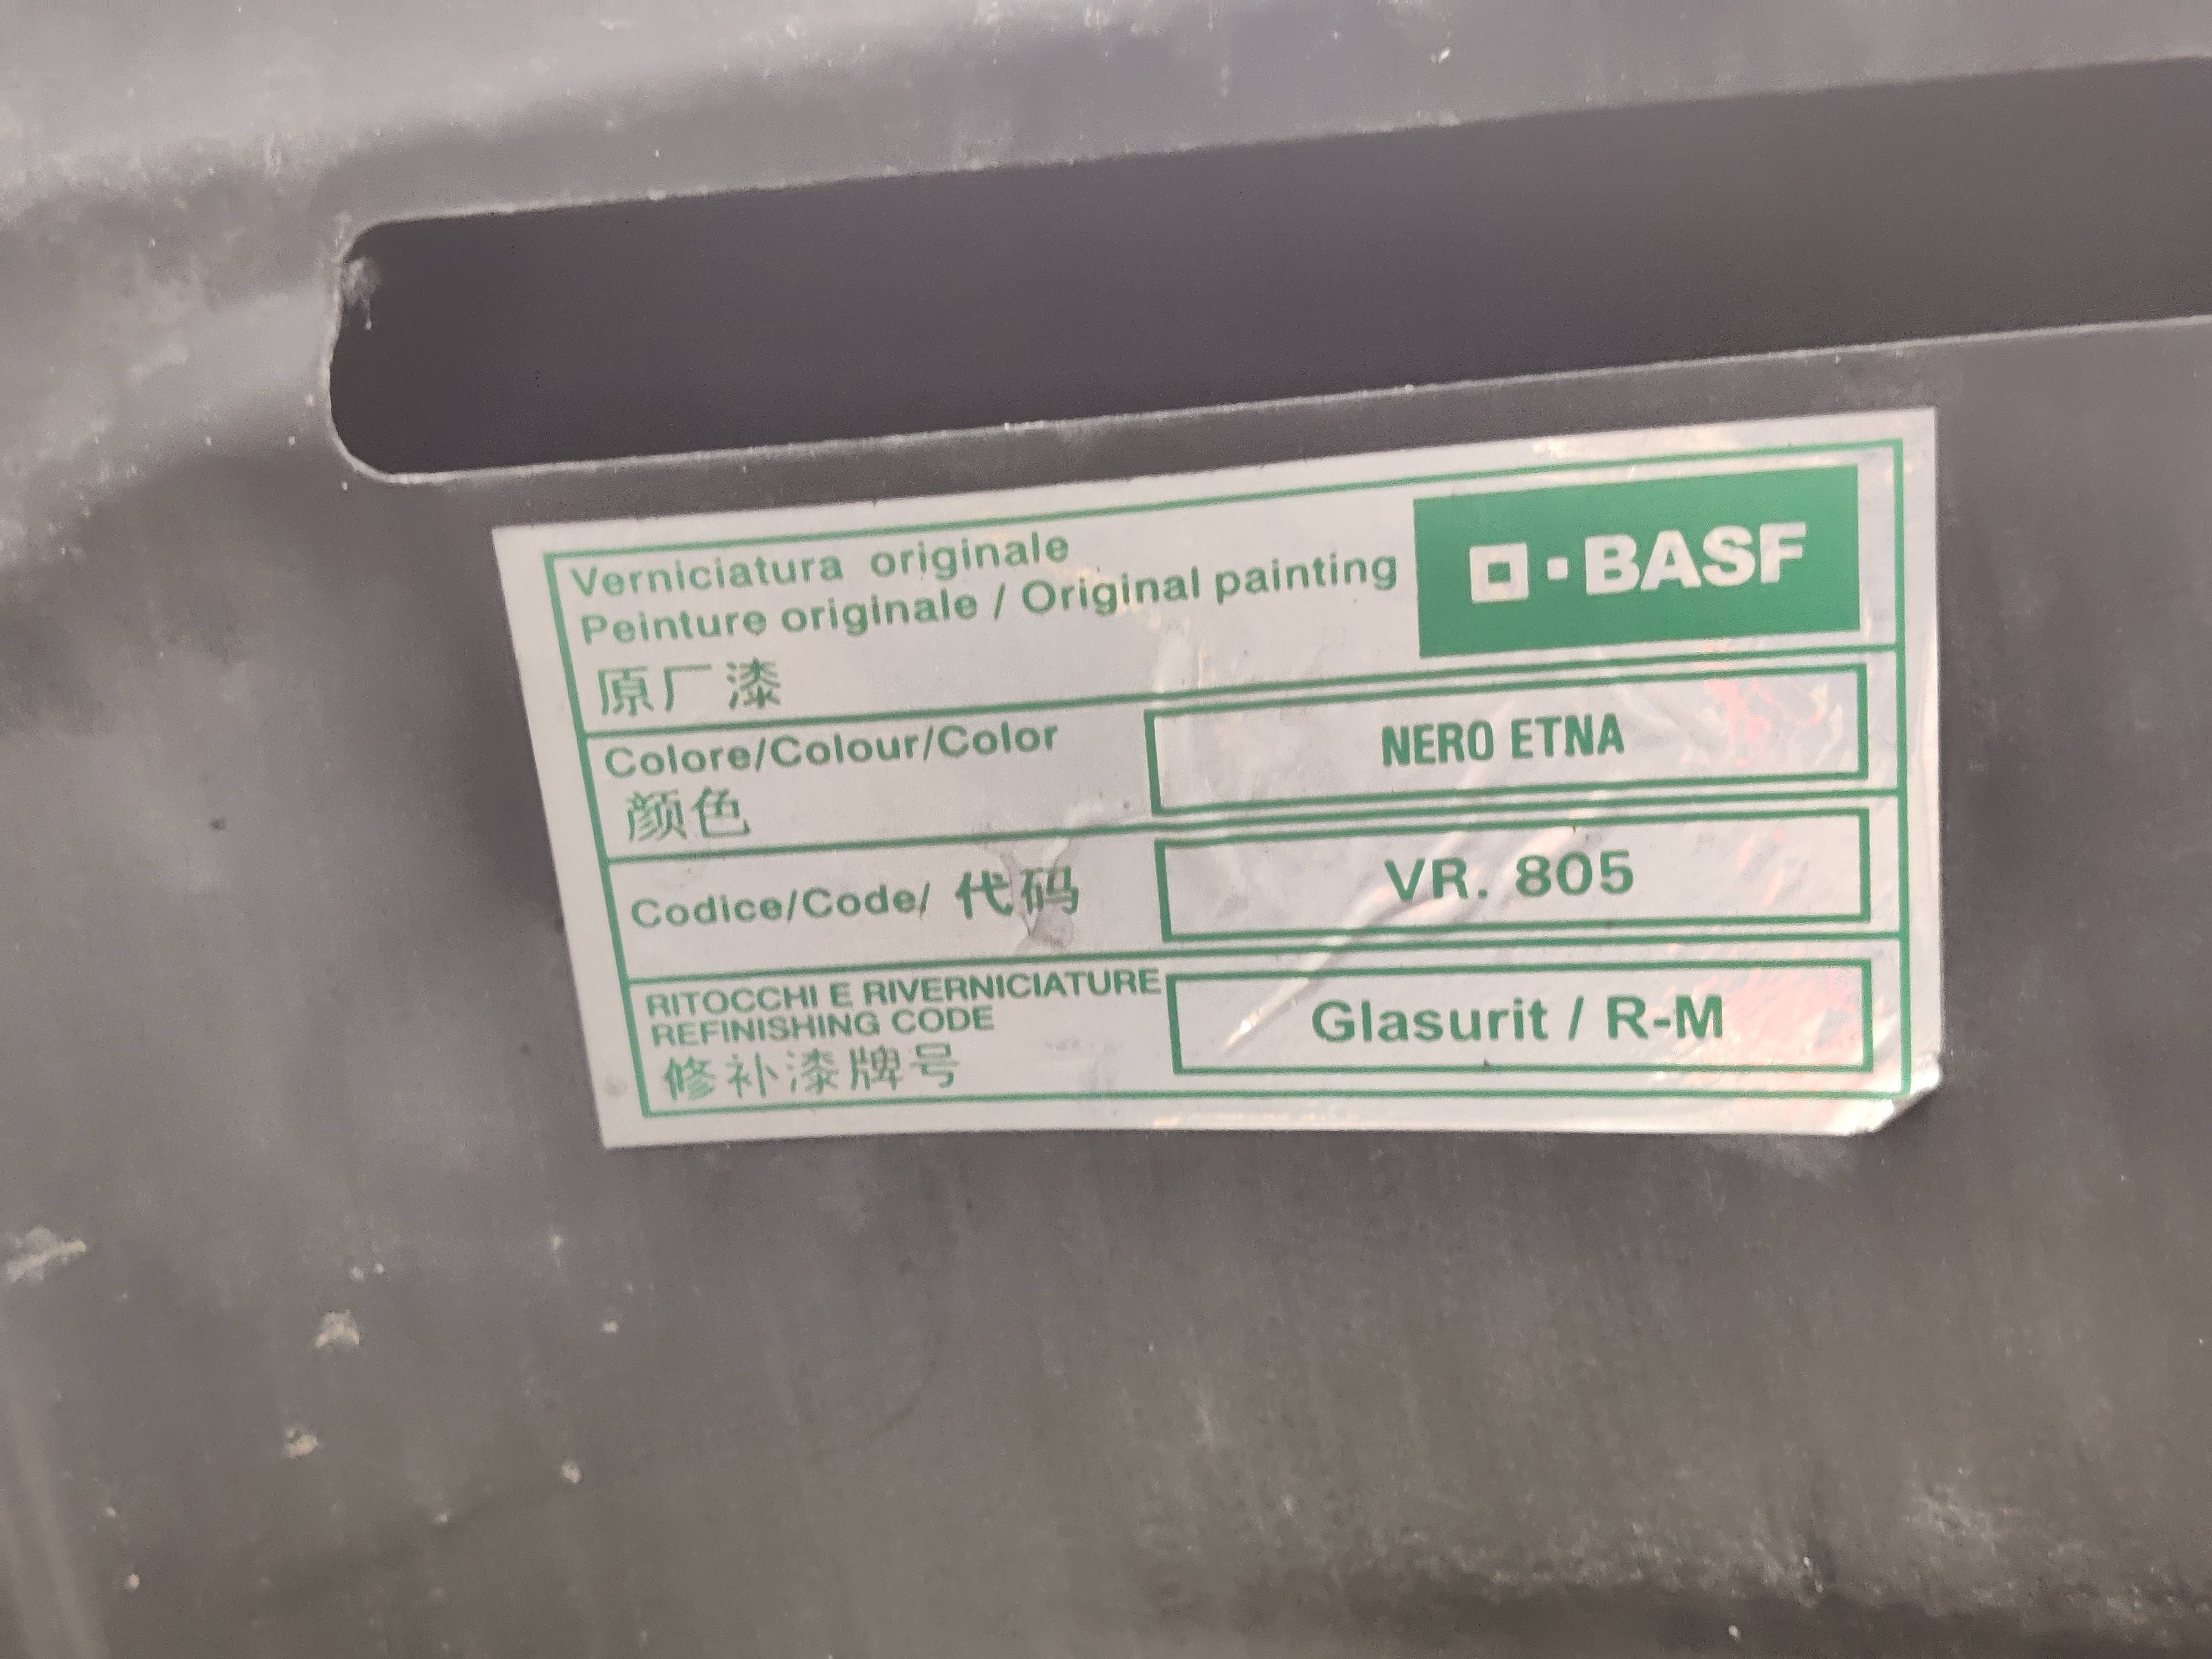 Verniciatura originale
Peinture originale / Original painting
原厂漆
BASF
Colore/Colour/Color
颜色
NERO ETNA
Codice/Code/ 代码
VR. 805
RITOCCHI E RIVERNICIATURE
REFINISHING CODE
修补漆牌号
Glasurit / R-M